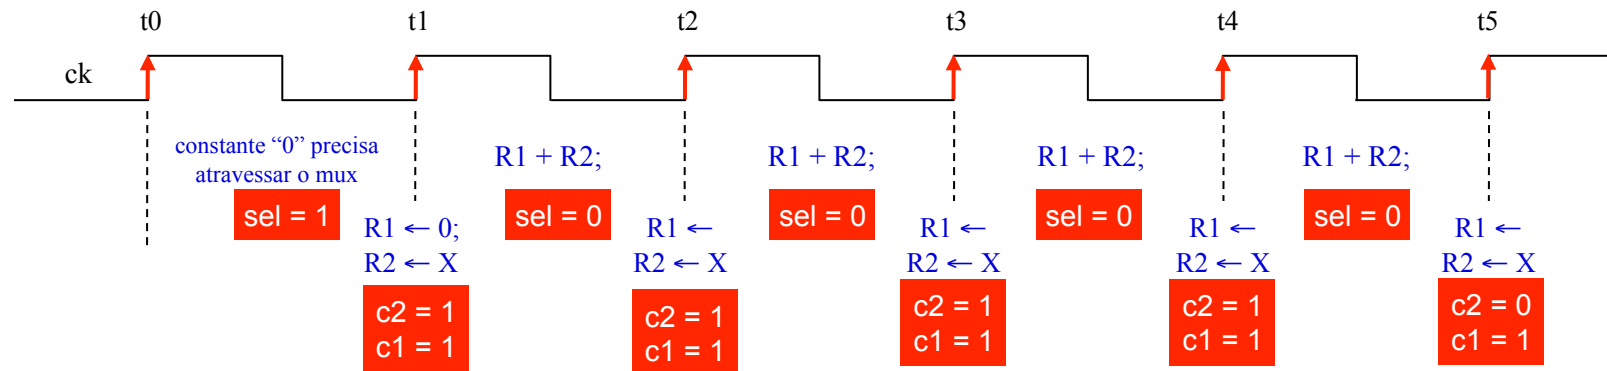 t0 t1 t2 t3 t4 t5
ck
constante “0” precisa
atravessar o mux
R1 + R2; R1 + R2; R1 + R2; R1 + R2;
sel = 1 sel = 0 sel = 0 sel = 0 sel = 0
R1 ← 0; R1 ← R1 ← R1 ← R1 ←
R2 ← X R2 ← X R2 ← X R2 ← X R2 ← X
c2 = 1 c2 = 1 c2 = 1 c2 = 1 c2 = 0
c1 = 1 c1 = 1 c1 = 1 c1 = 1 c1 = 1